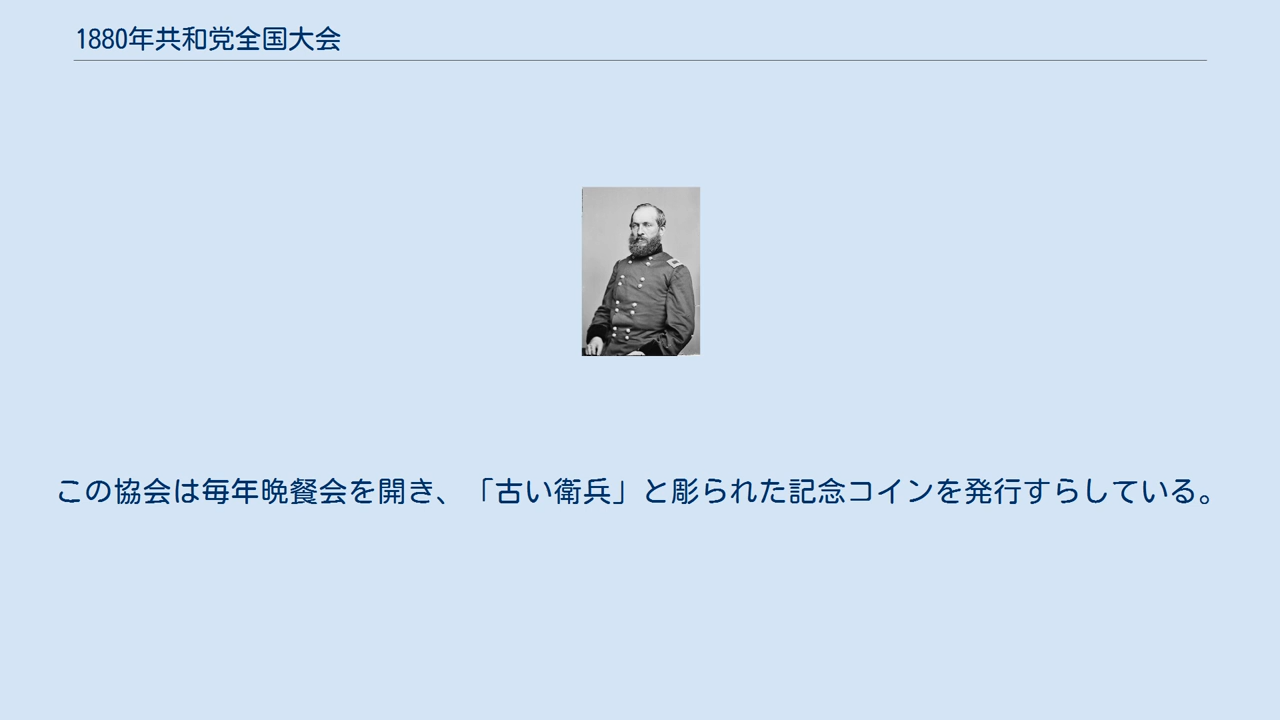 1880年共和党全国大会
この協会は毎年晩餐会を開き、「古い衛兵」と彫られた記念コインを発行すらしている。